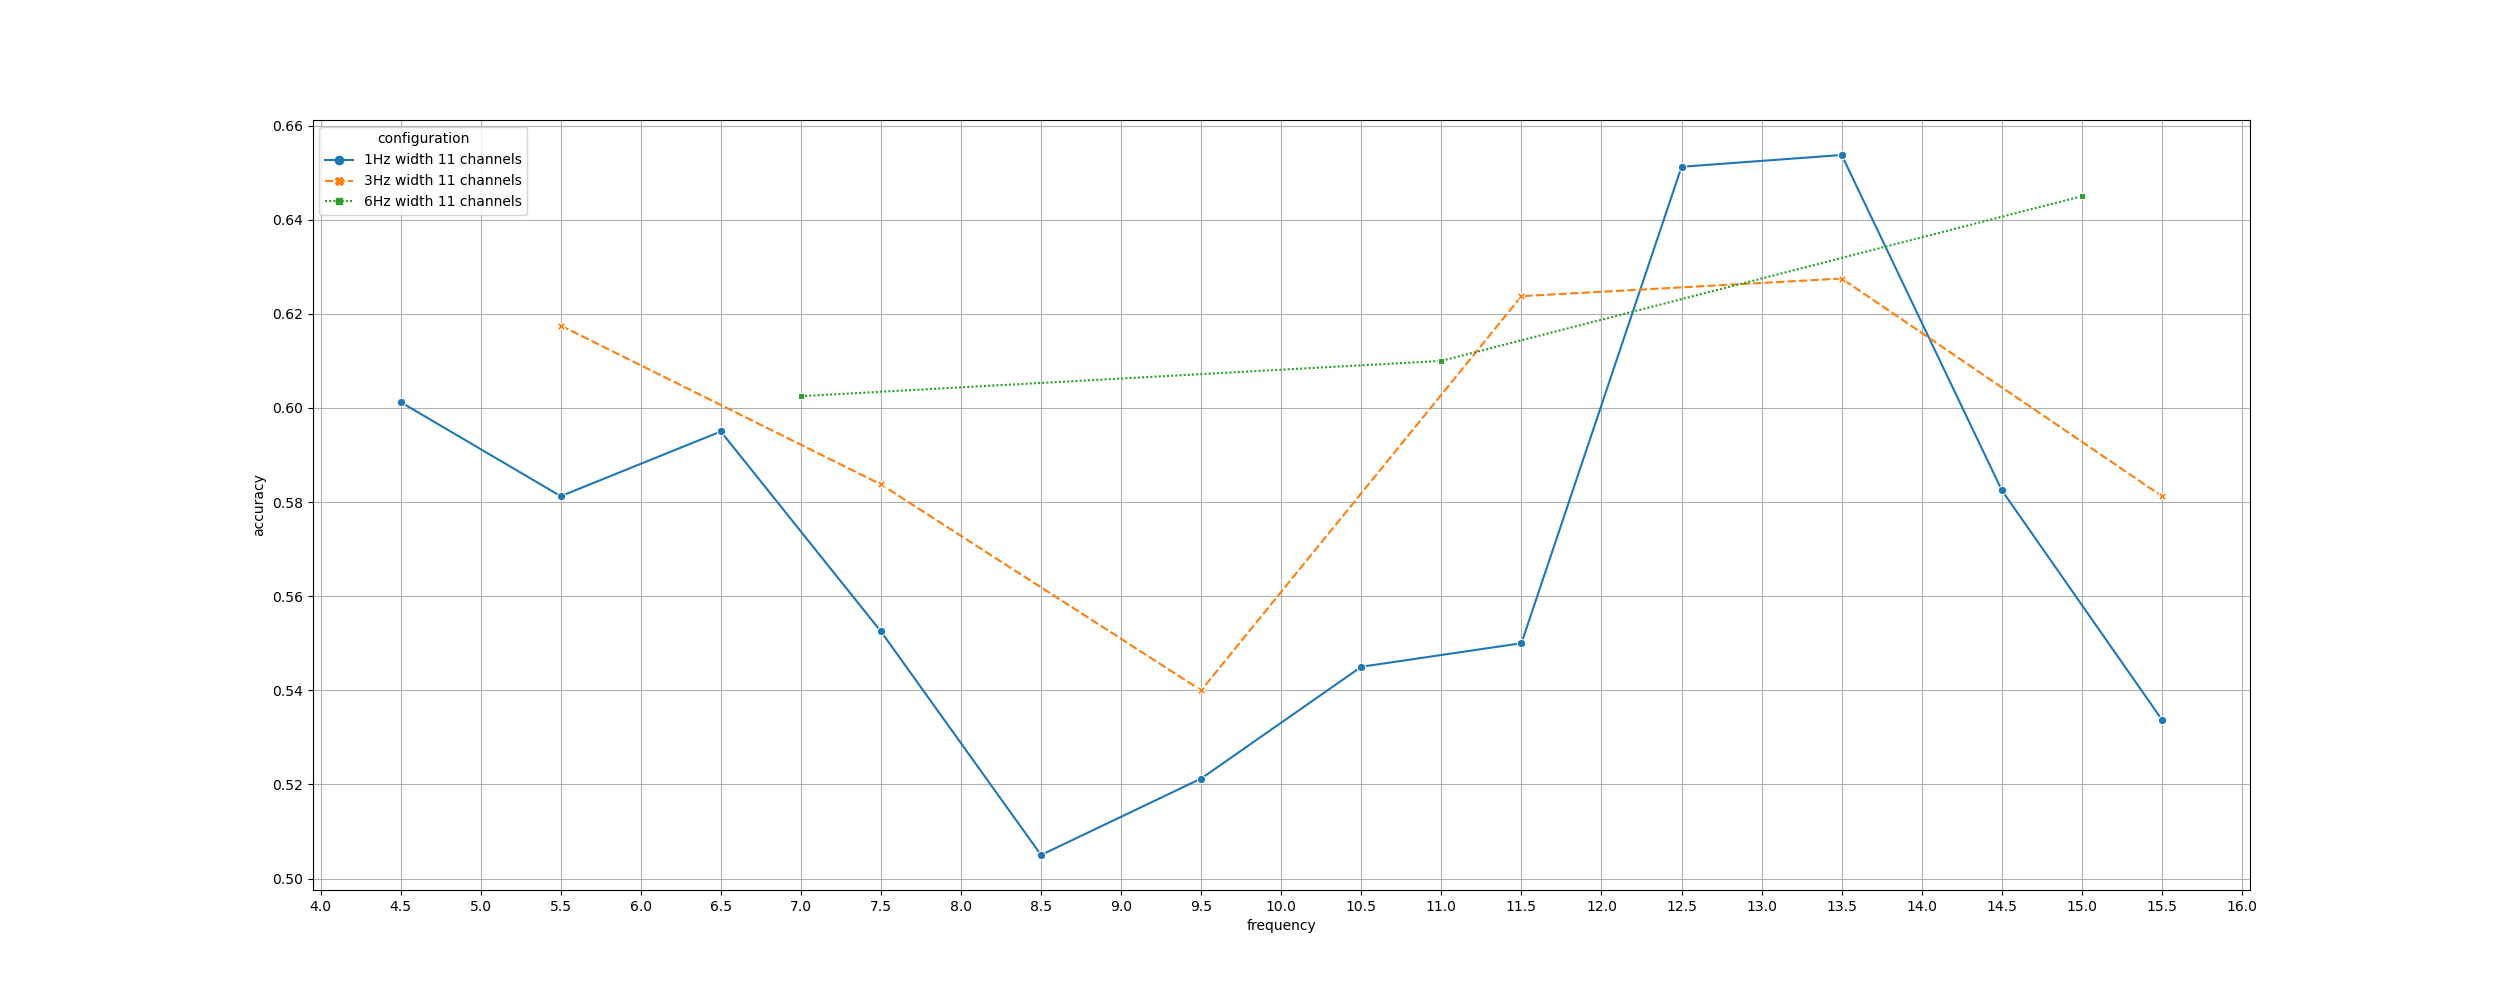 configuration
1Hz width 11 channels
3Hz width 11 channels
6Hz width 11 channels
0.66
0.64
0.62
0.60
0.58
0.56
0.54
0.52
0.50
accuracy
4.0 4.5 5.0 5.5 6.0 6.5 7.0 7.5 8.0 8.5 9.0 9.5 10.0 10.5 11.0 11.5 12.0 12.5 13.0 13.5 14.0 14.5 15.0 15.5 16.0
frequency